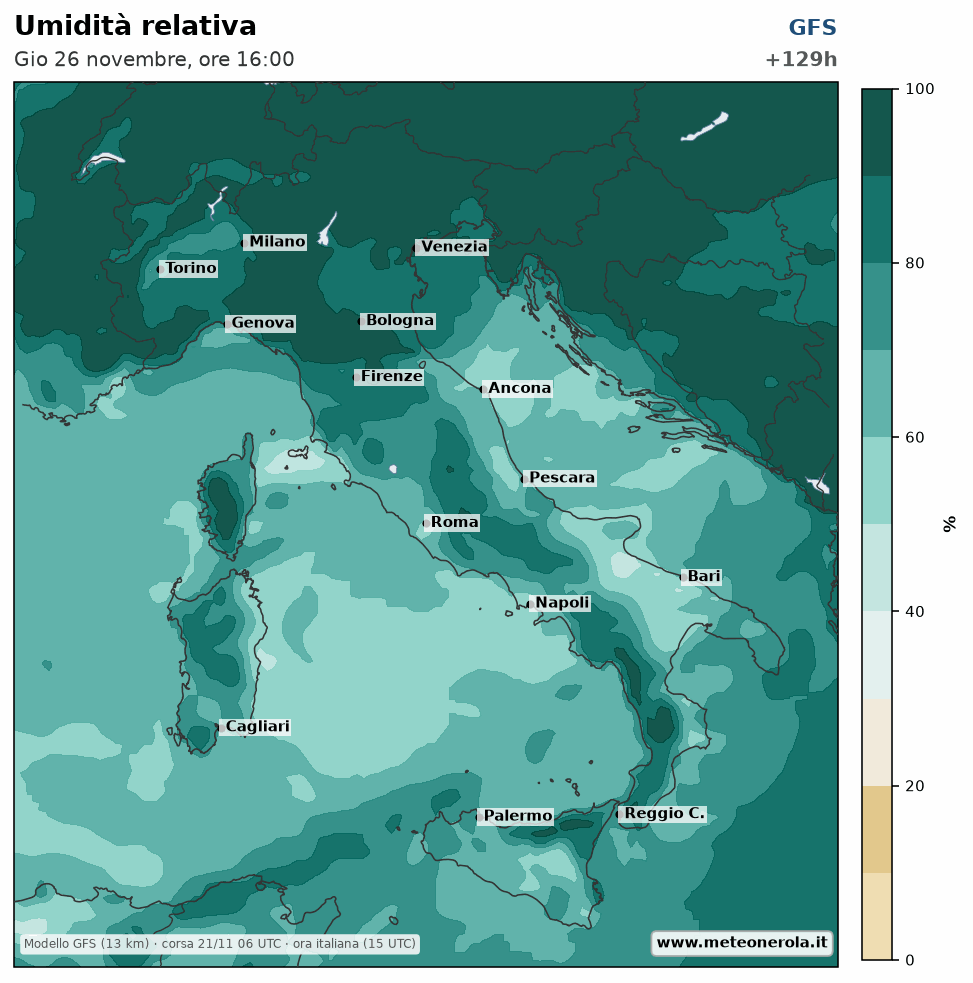 Umidità relativa
GFS
Gio 26 novembre, ore 16:00
+129h
100
Milano
Venezia
Torino
80
Genova
Bologna
Firenze
Ancona
60
Pescara
Roma
%
Bari
Napoli
40
Cagliari
20
Palermo
Reggio C.
Modello GFS (13 km) · corsa 21/11 06 UTC · ora italiana (15 UTC)
www.meteonerola.it
0